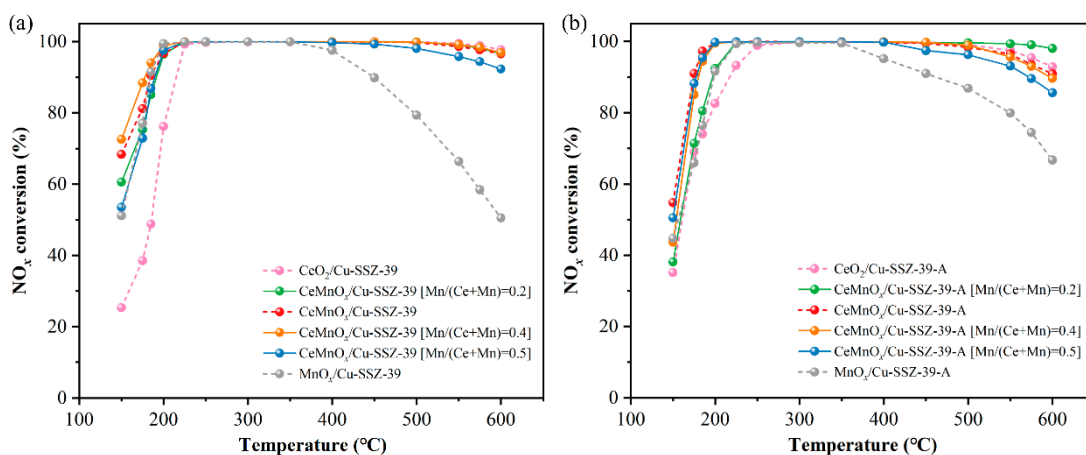 (a)
NOx conversion (%)
100
80
60
40
20
0
CeO2/Cu-SSZ-39
CeMnOx/Cu-SSZ-39 [Mn/(Ce+Mn)=0.2]
CeMnOx/Cu-SSZ-39
CeMnOx/Cu-SSZ-39 [Mn/(Ce+Mn)=0.4]
CeMnOx/Cu-SSZ-39 [Mn/(Ce+Mn)=0.5]
MnOx/Cu-SSZ-39
100 200 300 400 500 600
Temperature (°C)
(b)
NOx conversion (%)
100
80
60
40
20
0
CeO2/Cu-SSZ-39-A
CeMnOx/Cu-SSZ-39-A [Mn/(Ce+Mn)=0.2]
CeMnOx/Cu-SSZ-39-A
CeMnOx/Cu-SSZ-39-A [Mn/(Ce+Mn)=0.4]
CeMnOx/Cu-SSZ-39-A [Mn/(Ce+Mn)=0.5]
MnOx/Cu-SSZ-39-A
100 200 300 400 500 600
Temperature (°C)